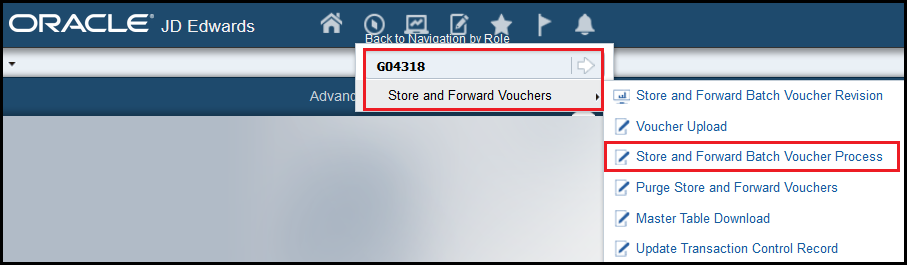 ORACLE JD Edwards
Back to Navigation by Role
G04318
Store and Forward Vouchers
Advanc
Store and Forward Batch Voucher Revision
Voucher Upload
Store and Forward Batch Voucher Process
Purge Store and Forward Vouchers
Master Table Download
Update Transaction Control Record